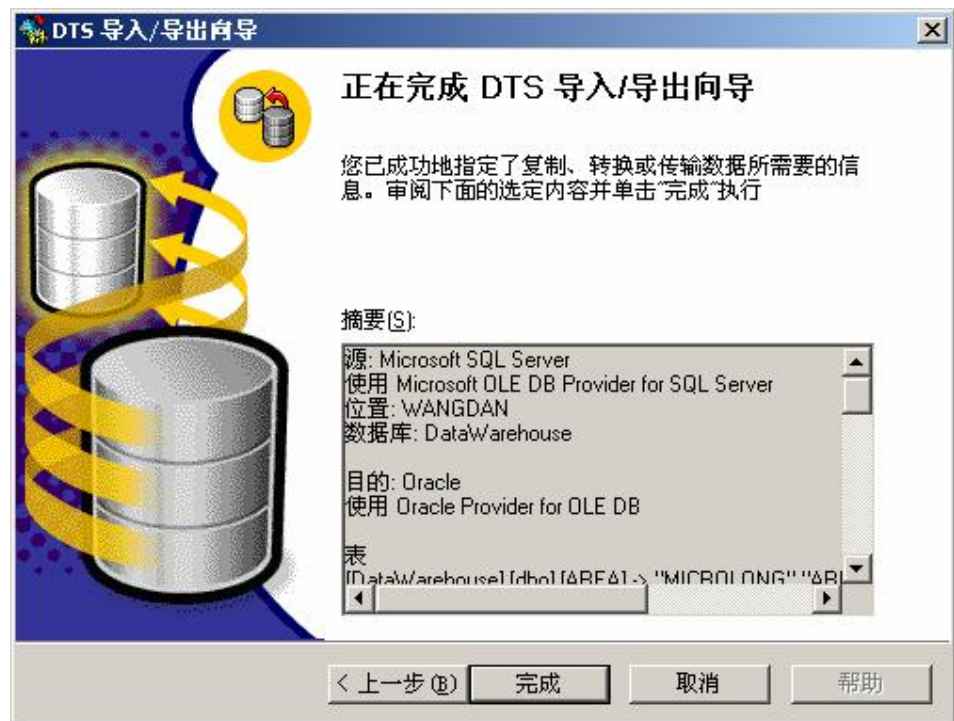 DTS 导入/导出向导
正在完成 DTS 导入/导出向导
您已成功地指定了复制、转换或传输数据所需要的信
息。审阅下面的选定内容并单击“完成”执行
摘要(S):
源: Microsoft SQL Server
使用 Microsoft OLE DB Provider for SQL Server
位置: WANGDAN
数据库: DataWarehouse
目的: Oracle
使用 Oracle Provider for OLE DB
表
[DataWarehouse].[dbo].[AREA] -> "MICROLONG"."AR
< 上一步(B)
完成
取消
帮助